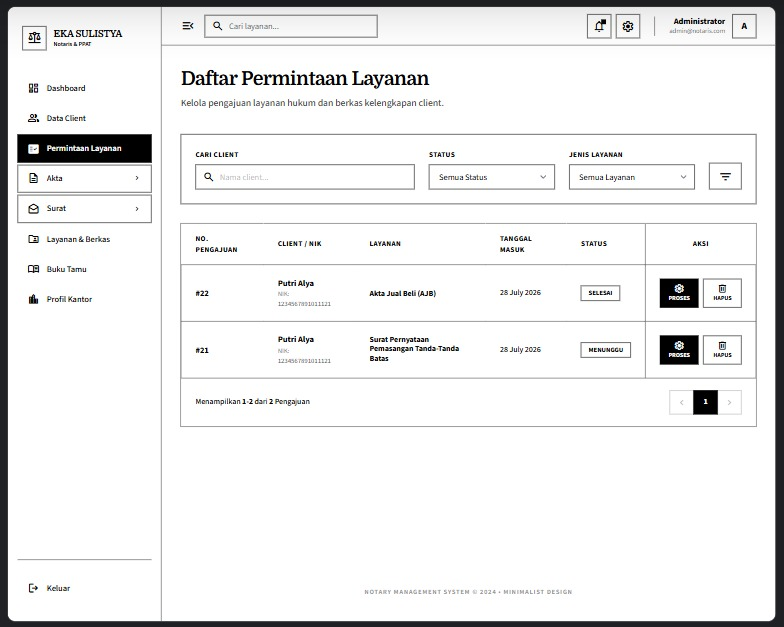 EKA SULISTYA
Notaris & PPAT
Dashboard
Data Client
Permintaan Layanan
Akta
Surat
Layanan & Berkas
Buku Tamu
Profil Kantor
Keluar
Cari layanan...
Administrator
admin@notaris.com
A
Daftar Permintaan Layanan
Kelola pengajuan layanan hukum dan berkas kelengkapan client.
CARI CLIENT
STATUS
JENIS LAYANAN
Nama client...
Semua Status
Semua Layanan
NO. PENGAJUAN
CLIENT / NIK
LAYANAN
TANGGAL MASUK
STATUS
AKSI
#22
Putri Alya
NIK:
1234567891011121
Akta Jual Beli (AJB)
28 July 2026
SELESAI
PROSES
HAPUS
#21
Putri Alya
NIK:
1234567891011121
Surat Pernyataan
Pemasangan Tanda-Tanda
Batas
28 July 2026
MENUNGGU
PROSES
HAPUS
Menampilkan 1-2 dari 2 Pengajuan
1
NOTARY MANAGEMENT SYSTEM © 2024 • MINIMALIST DESIGN